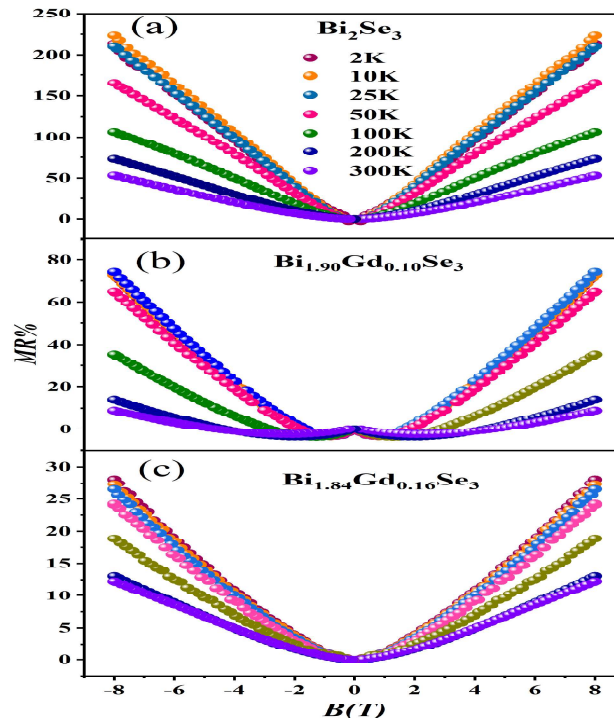 (a)
Bi₂Se₃
2K
10K
25K
50K
100K
200K
300K
250
200
150
100
50
0
(b)
Bi₁.₉₀Gd₀.₁₀Se₃
80
60
40
20
0
MR%
(c)
Bi₁.₈₄Gd₀.₁₆Se₃
30
25
20
15
10
5
0
-8 -6 -4 -2 0 2 4 6 8
B(T)